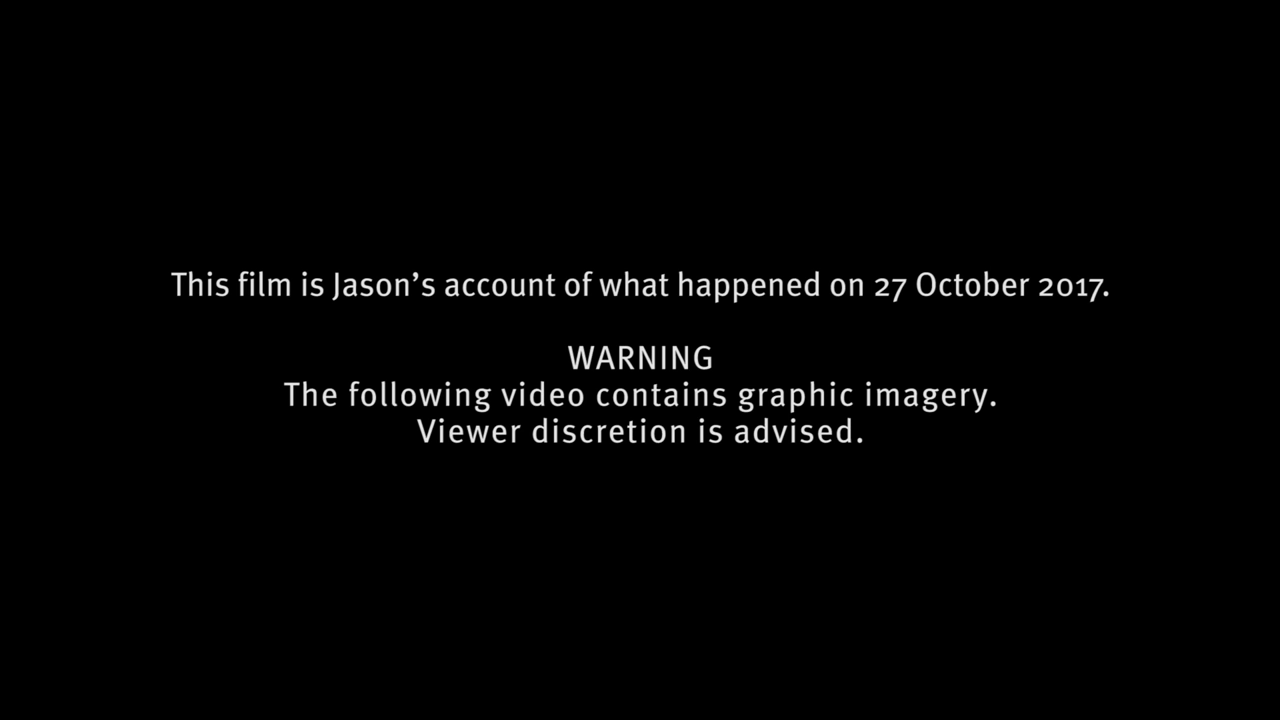 This film is Jason’s account of what happened on 27 October 2017.
WARNING
The following video contains graphic imagery.
Viewer discretion is advised.